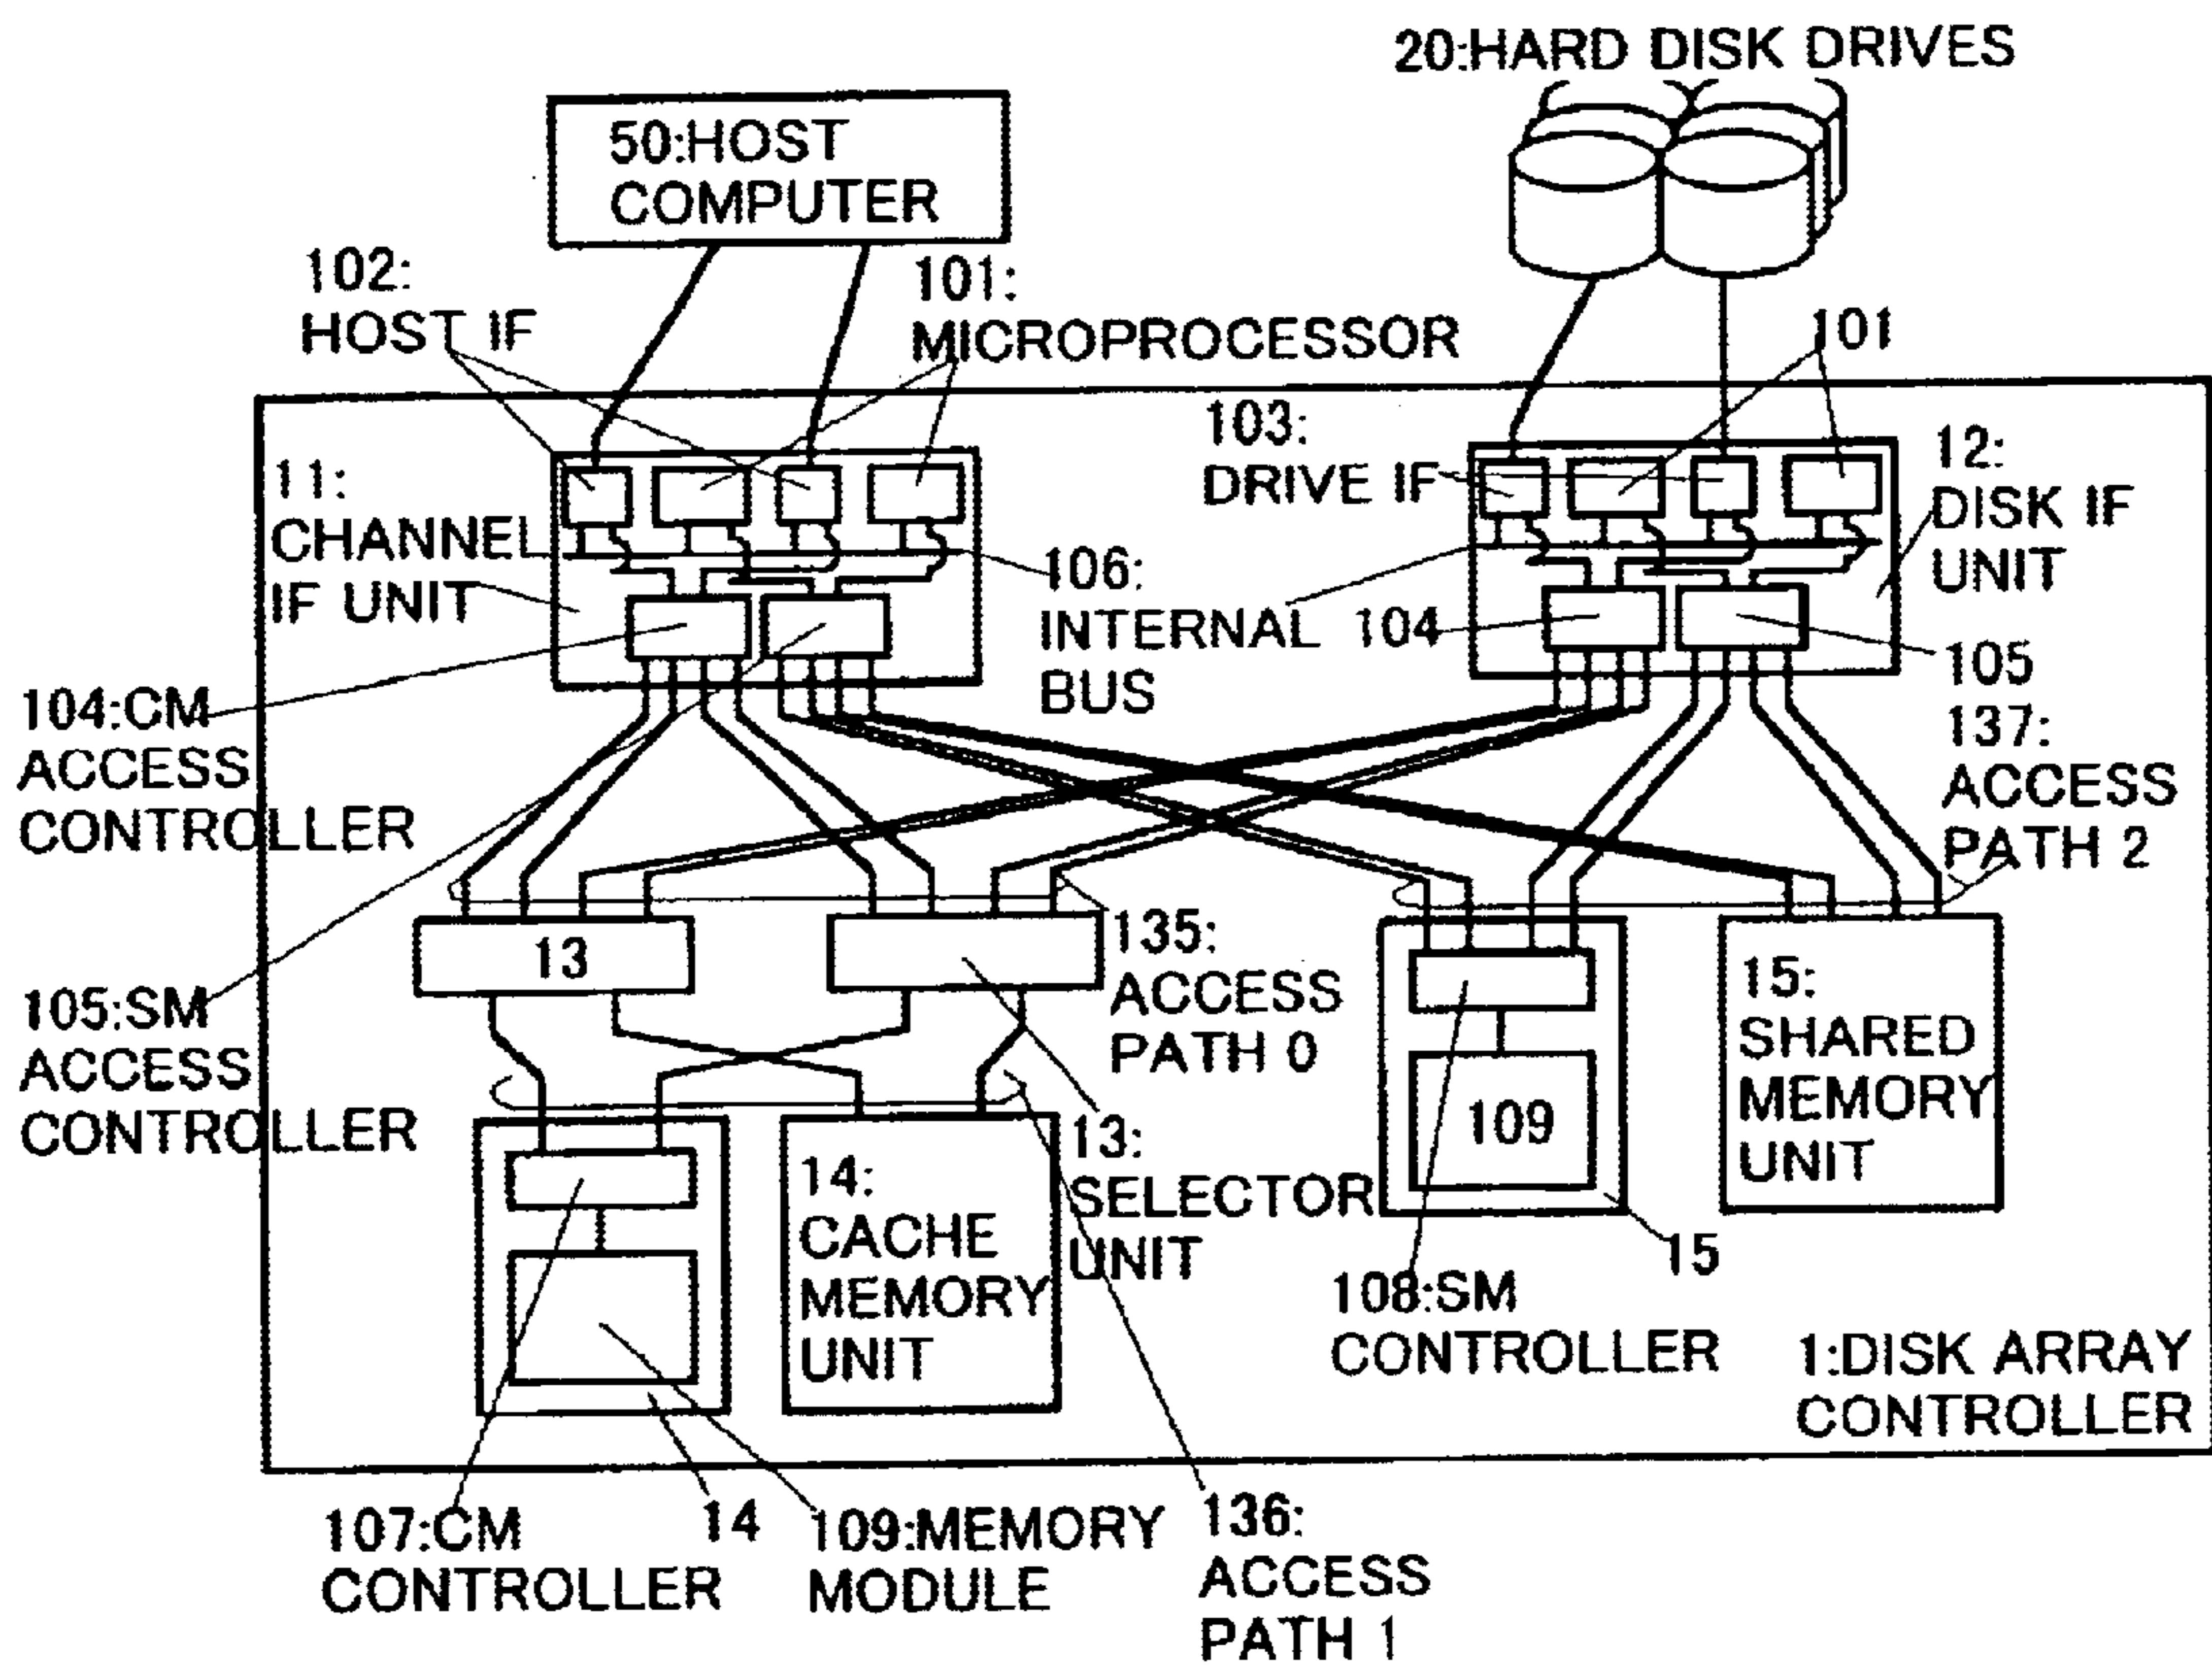 20:HARD DISK DRIVES
50:HOST
COMPUTER
102:
HOST IF
101:
MICROPROCESSOR
101
103:
DRIVE IF
12:
DISK IF
UNIT
11:
CHANNEL
IF UNIT
106:
INTERNAL
BUS
104
105
104:CM
ACCESS
CONTROLLER
137:
ACCESS
PATH 2
13
135:
ACCESS
PATH 0
105:SM
ACCESS
CONTROLLER
15:
SHARED
MEMORY
UNIT
109
13:
SELECTOR
UNIT
14:
CACHE
MEMORY
UNIT
15
108:SM
CONTROLLER
1:DISK ARRAY
CONTROLLER
107:CM
CONTROLLER
14
109:MEMORY
MODULE
136:
ACCESS
PATH 1